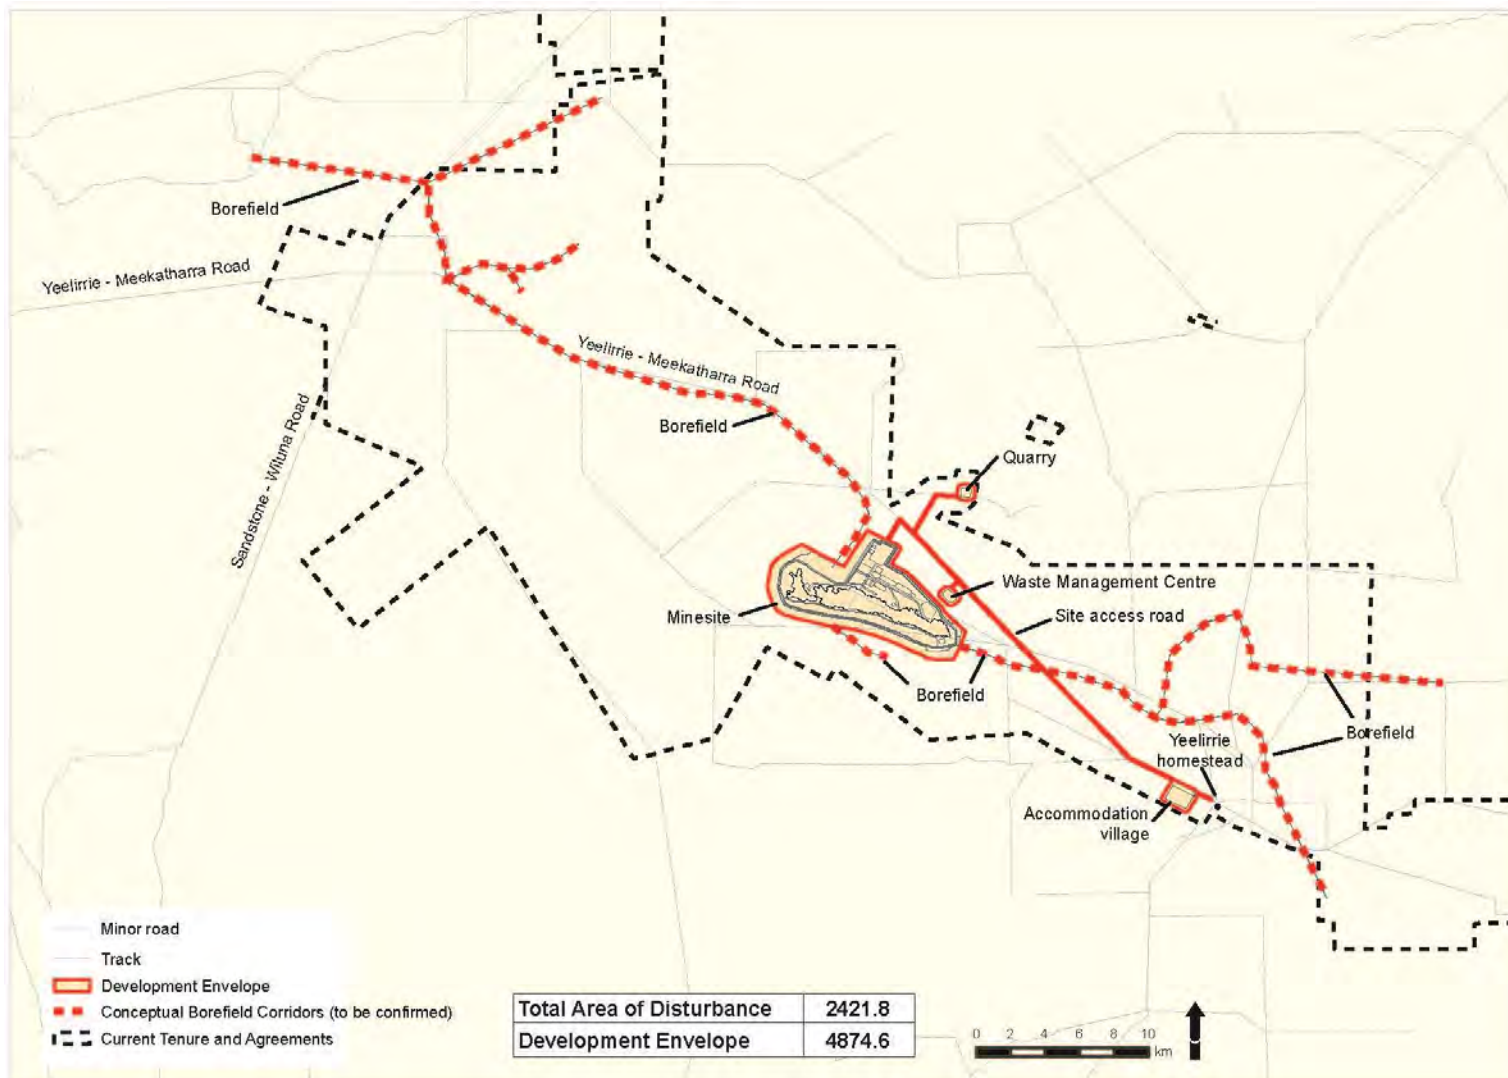 Borefield
Yeelirrie - Meekatharra Road
Yeelirrie - Meekatharra Road
Borefield
Sandstone - Wiluna Road
Quarry
Waste Management Centre
Minesite
Site access road
Borefield
Borefield
Yeelirrie
homestead
Accommodation
village
Minor road
Track
Development Envelope
Conceptual Borefield Corridors (to be confirmed)
Current Tenure and Agreements
Total Area of Disturbance 2421.8
Development Envelope 4874.6
0 2 4 6 8 10
km